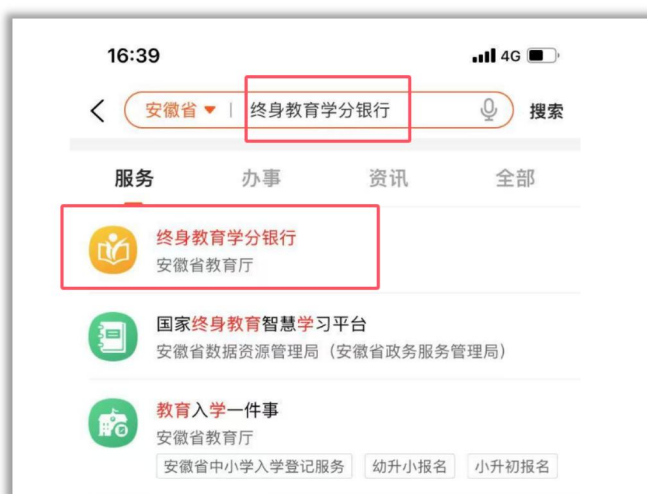 16:39 4G
安徽省 终身教育学分银行 搜索
服务 办事 资讯 全部
终身教育学分银行
安徽省教育厅
国家终身教育智慧学习平台
安徽省数据资源管理局（安徽省政务服务管理局）
教育入学一件事
安徽省教育厅
安徽省中小学入学登记服务 幼升小报名 小升初报名